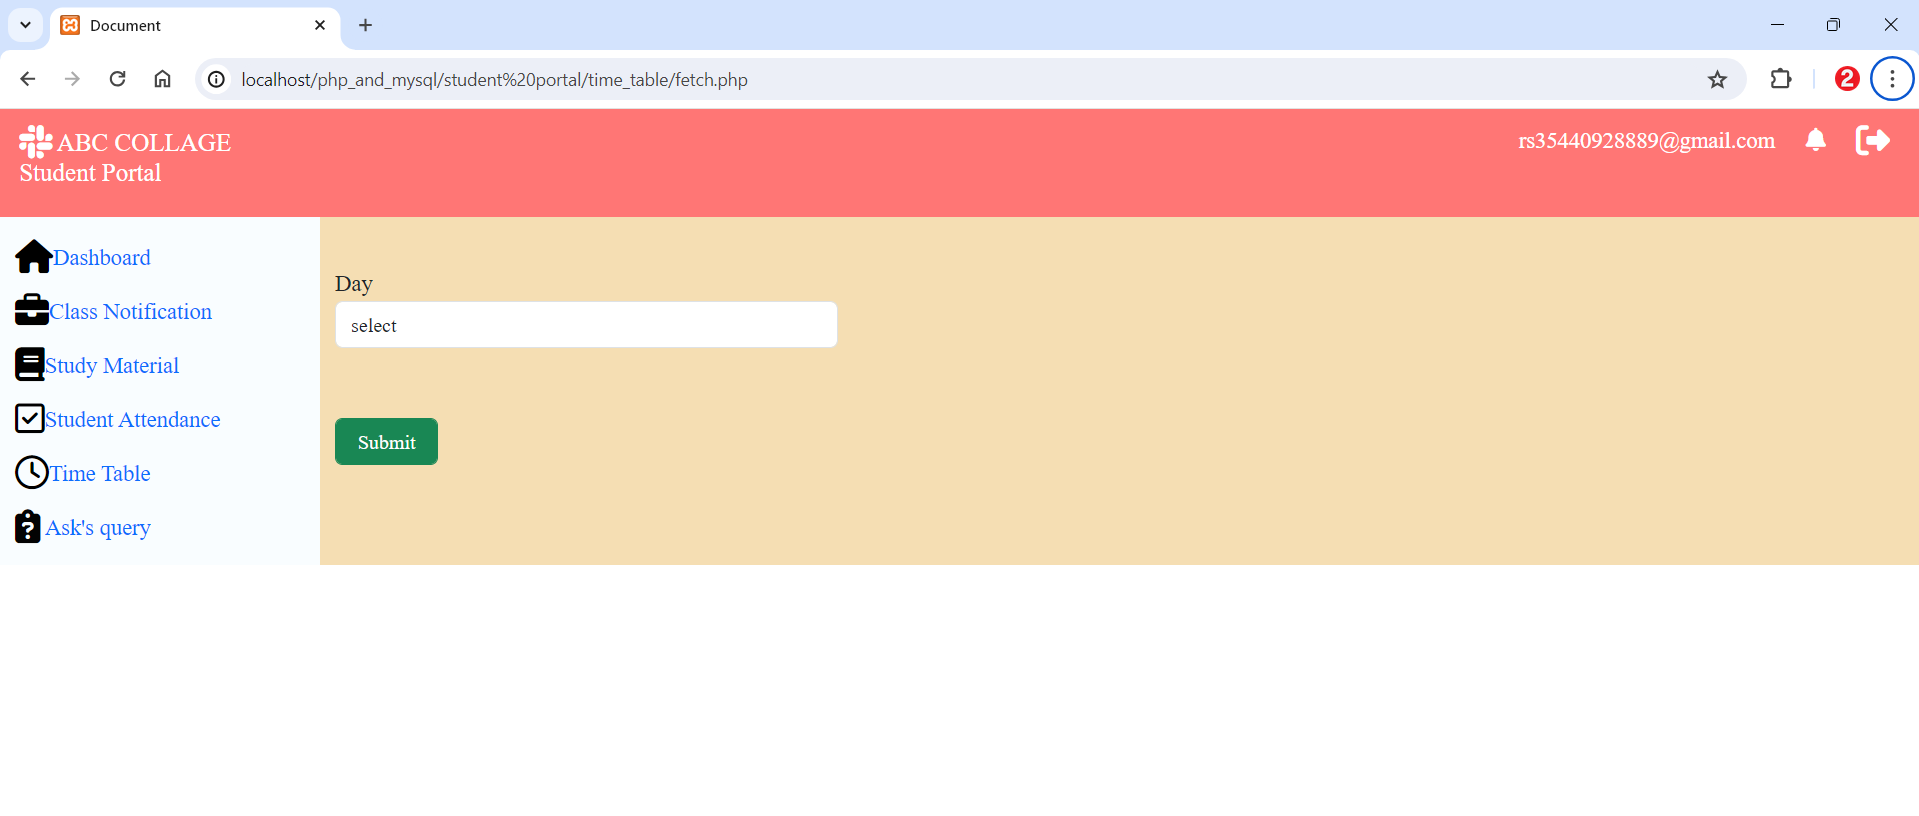 Document
localhost/php_and_mysql/student%20portal/time_table/fetch.php
2
ABC COLLAGE
Student Portal
rs35440928889@gmail.com
Dashboard
Class Notification
Study Material
Student Attendance
Time Table
Ask's query
Day
select
Submit